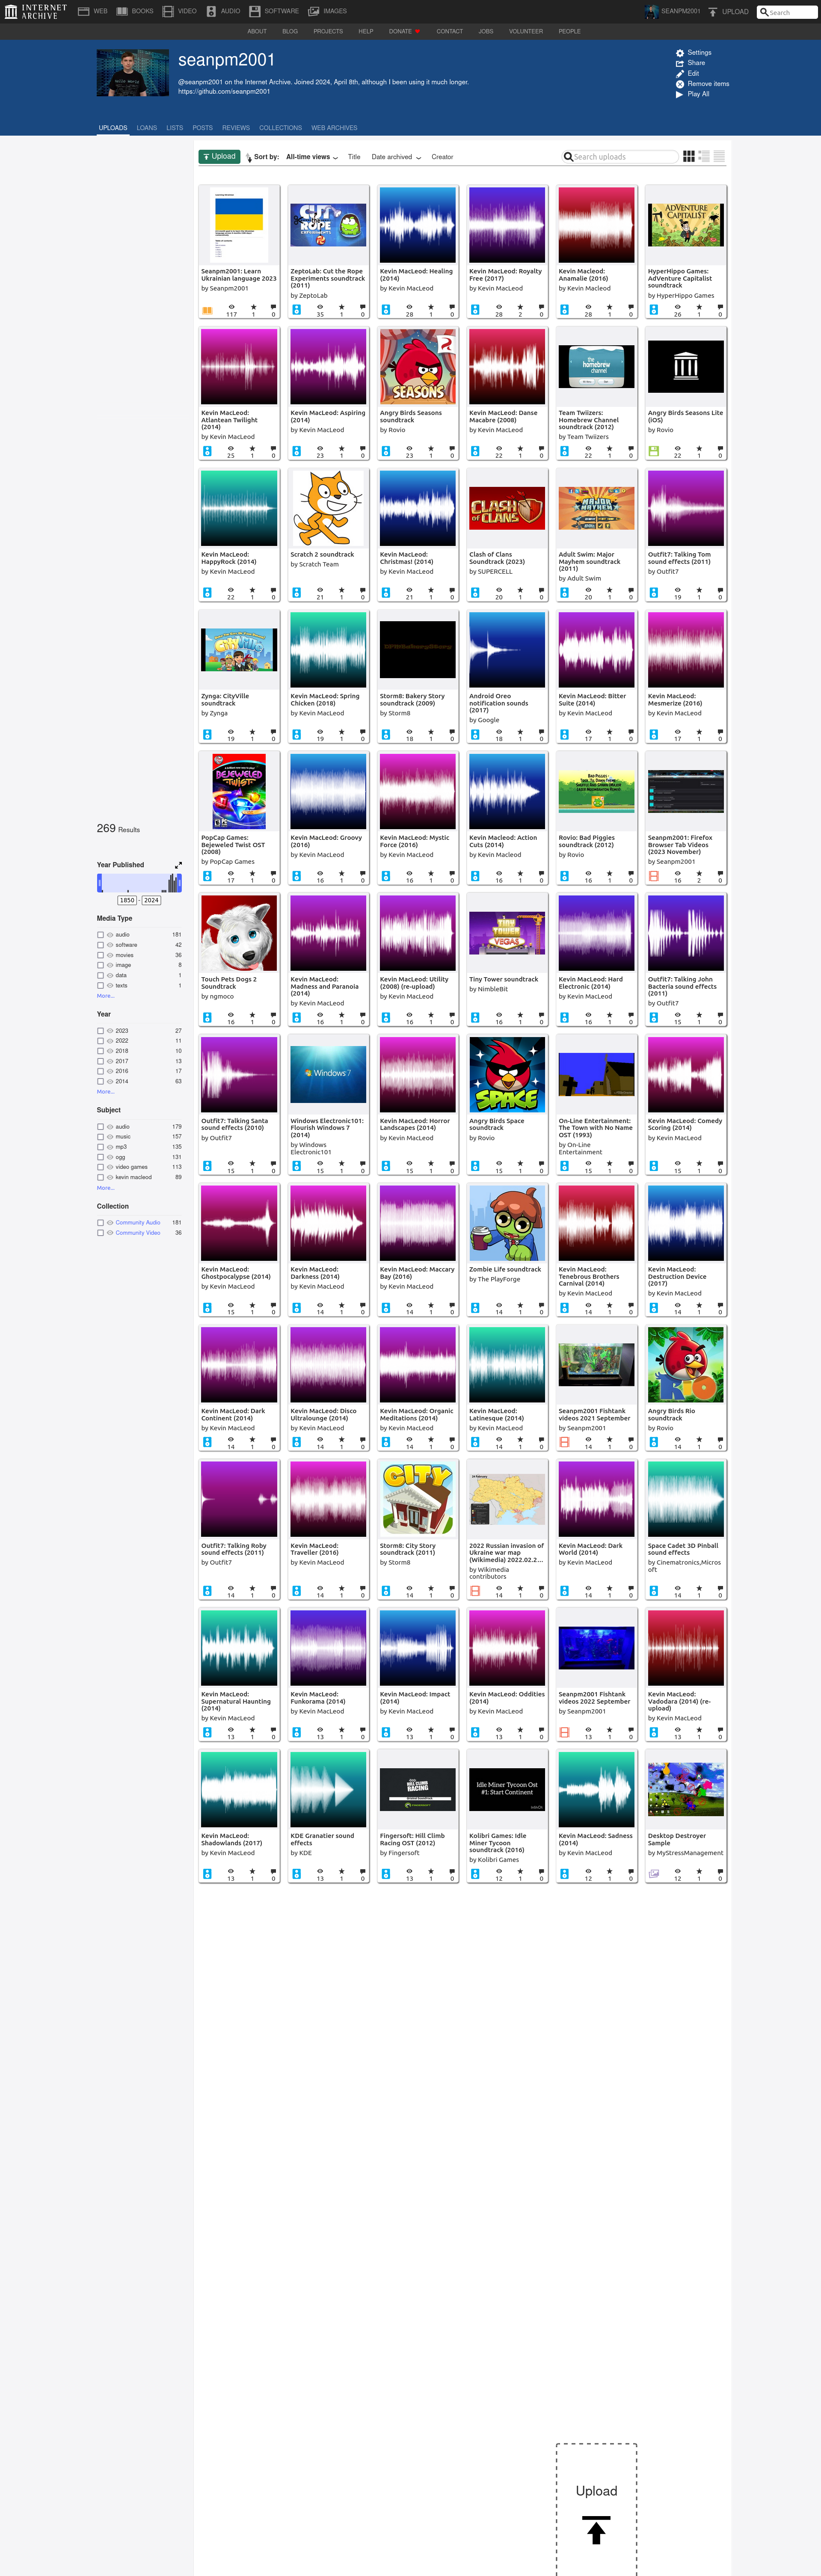 INTERNET
ARCHIVE
WEB
BOOKS
VIDEO
AUDIO
SOFTWARE
IMAGES
SEANPM2001
UPLOAD
Search
ABOUT
BLOG
PROJECTS
HELP
DONATE
CONTACT
JOBS
VOLUNTEER
PEOPLE
seanpm2001
@seanpm2001 on the Internet Archive. Joined 2024, April 8th, although I been using it much longer.
https://github.com/seanpm2001
Settings
Share
Edit
Remove items
Play All
UPLOADS
LOANS
LISTS
POSTS
REVIEWS
COLLECTIONS
WEB ARCHIVES
Upload
Sort by:
All-time views
Title
Date archived
Creator
Search uploads
269 Results
Year Published
1850 - 2024
Media Type
audio 181
software 42
movies 36
image 8
data 1
texts 1
More...
Year
2023 27
2022 11
2018 10
2017 13
2016 17
2014 63
More...
Subject
audio 179
music 157
mp3 135
ogg 131
video games 113
kevin macleod 89
More...
Collection
Community Audio 181
Community Video 36
Seanpm2001: Learn
Ukrainian language 2023
by Seanpm2001
117 1 0
ZeptoLab: Cut the Rope
Experiments soundtrack
(2011)
by ZeptoLab
35 1 0
Kevin MacLeod: Healing
(2014)
by Kevin MacLeod
28 1 0
Kevin MacLeod: Royalty
Free (2017)
by Kevin MacLeod
28 2 0
Kevin Macleod:
Anamalie (2016)
by Kevin Macleod
28 1 0
ADVENTURE
CAPITALIST
HyperHippo Games:
AdVenture Capitalist
soundtrack
by HyperHippo Games
26 1 0
Kevin MacLeod:
Atlantean Twilight
(2014)
by Kevin MacLeod
25 1 0
Kevin MacLeod: Aspiring
(2014)
by Kevin MacLeod
23 1 0
SEASONS
Angry Birds Seasons
soundtrack
by Rovio
23 1 0
Kevin MacLeod: Danse
Macabre (2008)
by Kevin MacLeod
22 1 0
the
homebrew
channel
Team Twiizers:
Homebrew Channel
soundtrack (2012)
by Team Twiizers
22 1 0
Angry Birds Seasons Lite
(iOS)
by Rovio
22 1 0
Kevin MacLeod:
HappyRock (2014)
by Kevin MacLeod
22 1 0
Scratch 2 soundtrack
by Scratch Team
21 1 0
Kevin MacLeod:
Christmas! (2014)
by Kevin MacLeod
21 1 0
CLASH
OF CLANS
Clash of Clans
Soundtrack (2023)
by SUPERCELL
20 1 0
MAJOR
MAYHEM
Adult Swim: Major
Mayhem soundtrack
(2011)
by Adult Swim
20 1 0
Outfit7: Talking Tom
sound effects (2011)
by Outfit7
19 1 0
Zynga: CityVille
soundtrack
by Zynga
19 1 0
Kevin MacLeod: Spring
Chicken (2018)
by Kevin MacLeod
19 1 0
Storm8: Bakery Story
soundtrack (2009)
by Storm8
18 1 0
Android Oreo
notification sounds
(2017)
by Google
18 1 0
Kevin MacLeod: Bitter
Suite (2014)
by Kevin MacLeod
17 1 0
Kevin MacLeod:
Mesmerize (2016)
by Kevin MacLeod
17 1 0
BEJEWELED
TWIST
PopCap Games:
Bejeweled Twist OST
(2008)
by PopCap Games
17 1 0
Kevin MacLeod: Groovy
(2016)
by Kevin MacLeod
16 1 0
Kevin MacLeod: Mystic
Force (2016)
by Kevin MacLeod
16 1 0
Kevin Macleod: Action
Cuts (2014)
by Kevin Macleod
16 1 0
Rovio: Bad Piggies
soundtrack (2012)
by Rovio
16 1 0
Seanpm2001: Firefox
Browser Tab Videos
(2023 November)
by Seanpm2001
16 2 0
Touch Pets Dogs 2
Soundtrack
by ngmoco
16 1 0
Kevin MacLeod:
Madness and Paranoia
(2014)
by Kevin MacLeod
16 1 0
Kevin MacLeod: Utility
(2008) (re-upload)
by Kevin MacLeod
16 1 0
TINY
TOWER
VEGAS
Tiny Tower soundtrack
by NimbleBit
16 1 0
Kevin MacLeod: Hard
Electronic (2014)
by Kevin MacLeod
16 1 0
Outfit7: Talking John
Bacteria sound effects
(2011)
by Outfit7
15 1 0
Outfit7: Talking Santa
sound effects (2010)
by Outfit7
15 1 0
Windows 7
Windows Electronic101:
Flourish Windows 7
(2014)
by Windows
Electronic101
15 1 0
Kevin MacLeod: Horror
Landscapes (2014)
by Kevin MacLeod
15 1 0
SPACE
Angry Birds Space
soundtrack
by Rovio
15 1 0
On-Line Entertainment:
The Town with No Name
OST (1993)
by On-Line
Entertainment
15 1 0
Kevin MacLeod: Comedy
Scoring (2014)
by Kevin MacLeod
15 1 0
Kevin MacLeod:
Ghostpocalypse (2014)
by Kevin MacLeod
15 1 0
Kevin MacLeod:
Darkness (2014)
by Kevin MacLeod
14 1 0
Kevin MacLeod: Maccary
Bay (2016)
by Kevin MacLeod
14 1 0
Zombie Life soundtrack
by The PlayForge
14 1 0
Kevin MacLeod:
Tenebrous Brothers
Carnival (2014)
by Kevin MacLeod
14 1 0
Kevin MacLeod:
Destruction Device
(2017)
by Kevin MacLeod
14 1 0
Kevin MacLeod: Dark
Continent (2014)
by Kevin MacLeod
14 1 0
Kevin MacLeod: Disco
Ultralounge (2014)
by Kevin MacLeod
14 1 0
Kevin MacLeod: Organic
Meditations (2014)
by Kevin MacLeod
14 1 0
Kevin MacLeod:
Latinesque (2014)
by Kevin MacLeod
14 1 0
Seanpm2001 Fishtank
videos 2021 September
by Seanpm2001
14 1 0
RIO
Angry Birds Rio
soundtrack
by Rovio
14 1 0
Outfit7: Talking Roby
sound effects (2011)
by Outfit7
14 1 0
Kevin MacLeod:
Traveller (2016)
by Kevin MacLeod
14 1 0
CITY
Storm8: City Story
soundtrack (2011)
by Storm8
14 1 0
2022 Russian invasion of
Ukraine war map
(Wikimedia) 2022.02.2...
by Wikimedia
contributors
14 1 0
Kevin MacLeod: Dark
World (2014)
by Kevin MacLeod
14 1 0
Space Cadet 3D Pinball
sound effects
by Cinematronics,Micros
oft
14 1 0
Kevin MacLeod:
Supernatural Haunting
(2014)
by Kevin MacLeod
13 1 0
Kevin MacLeod:
Funkorama (2014)
by Kevin MacLeod
13 1 0
Kevin MacLeod: Impact
(2014)
by Kevin MacLeod
13 1 0
Kevin MacLeod: Oddities
(2014)
by Kevin MacLeod
13 1 0
Seanpm2001 Fishtank
videos 2022 September
by Seanpm2001
13 1 0
Kevin MacLeod:
Vadodara (2014) (re-
upload)
by Kevin MacLeod
13 1 0
Kevin MacLeod:
Shadowlands (2017)
by Kevin MacLeod
13 1 0
KDE Granatier sound
effects
by KDE
13 1 0
HILL CLIMB
RACING
Fingersoft: Hill Climb
Racing OST (2012)
by Fingersoft
13 1 0
Idle Miner Tycoon Ost
#1: Start Continent
Kolibri Games: Idle
Miner Tycoon
soundtrack (2016)
by Kolibri Games
12 1 0
Kevin MacLeod: Sadness
(2014)
by Kevin MacLeod
12 1 0
Desktop Destroyer
Sample
by MyStressManagement
12 1 0
Upload